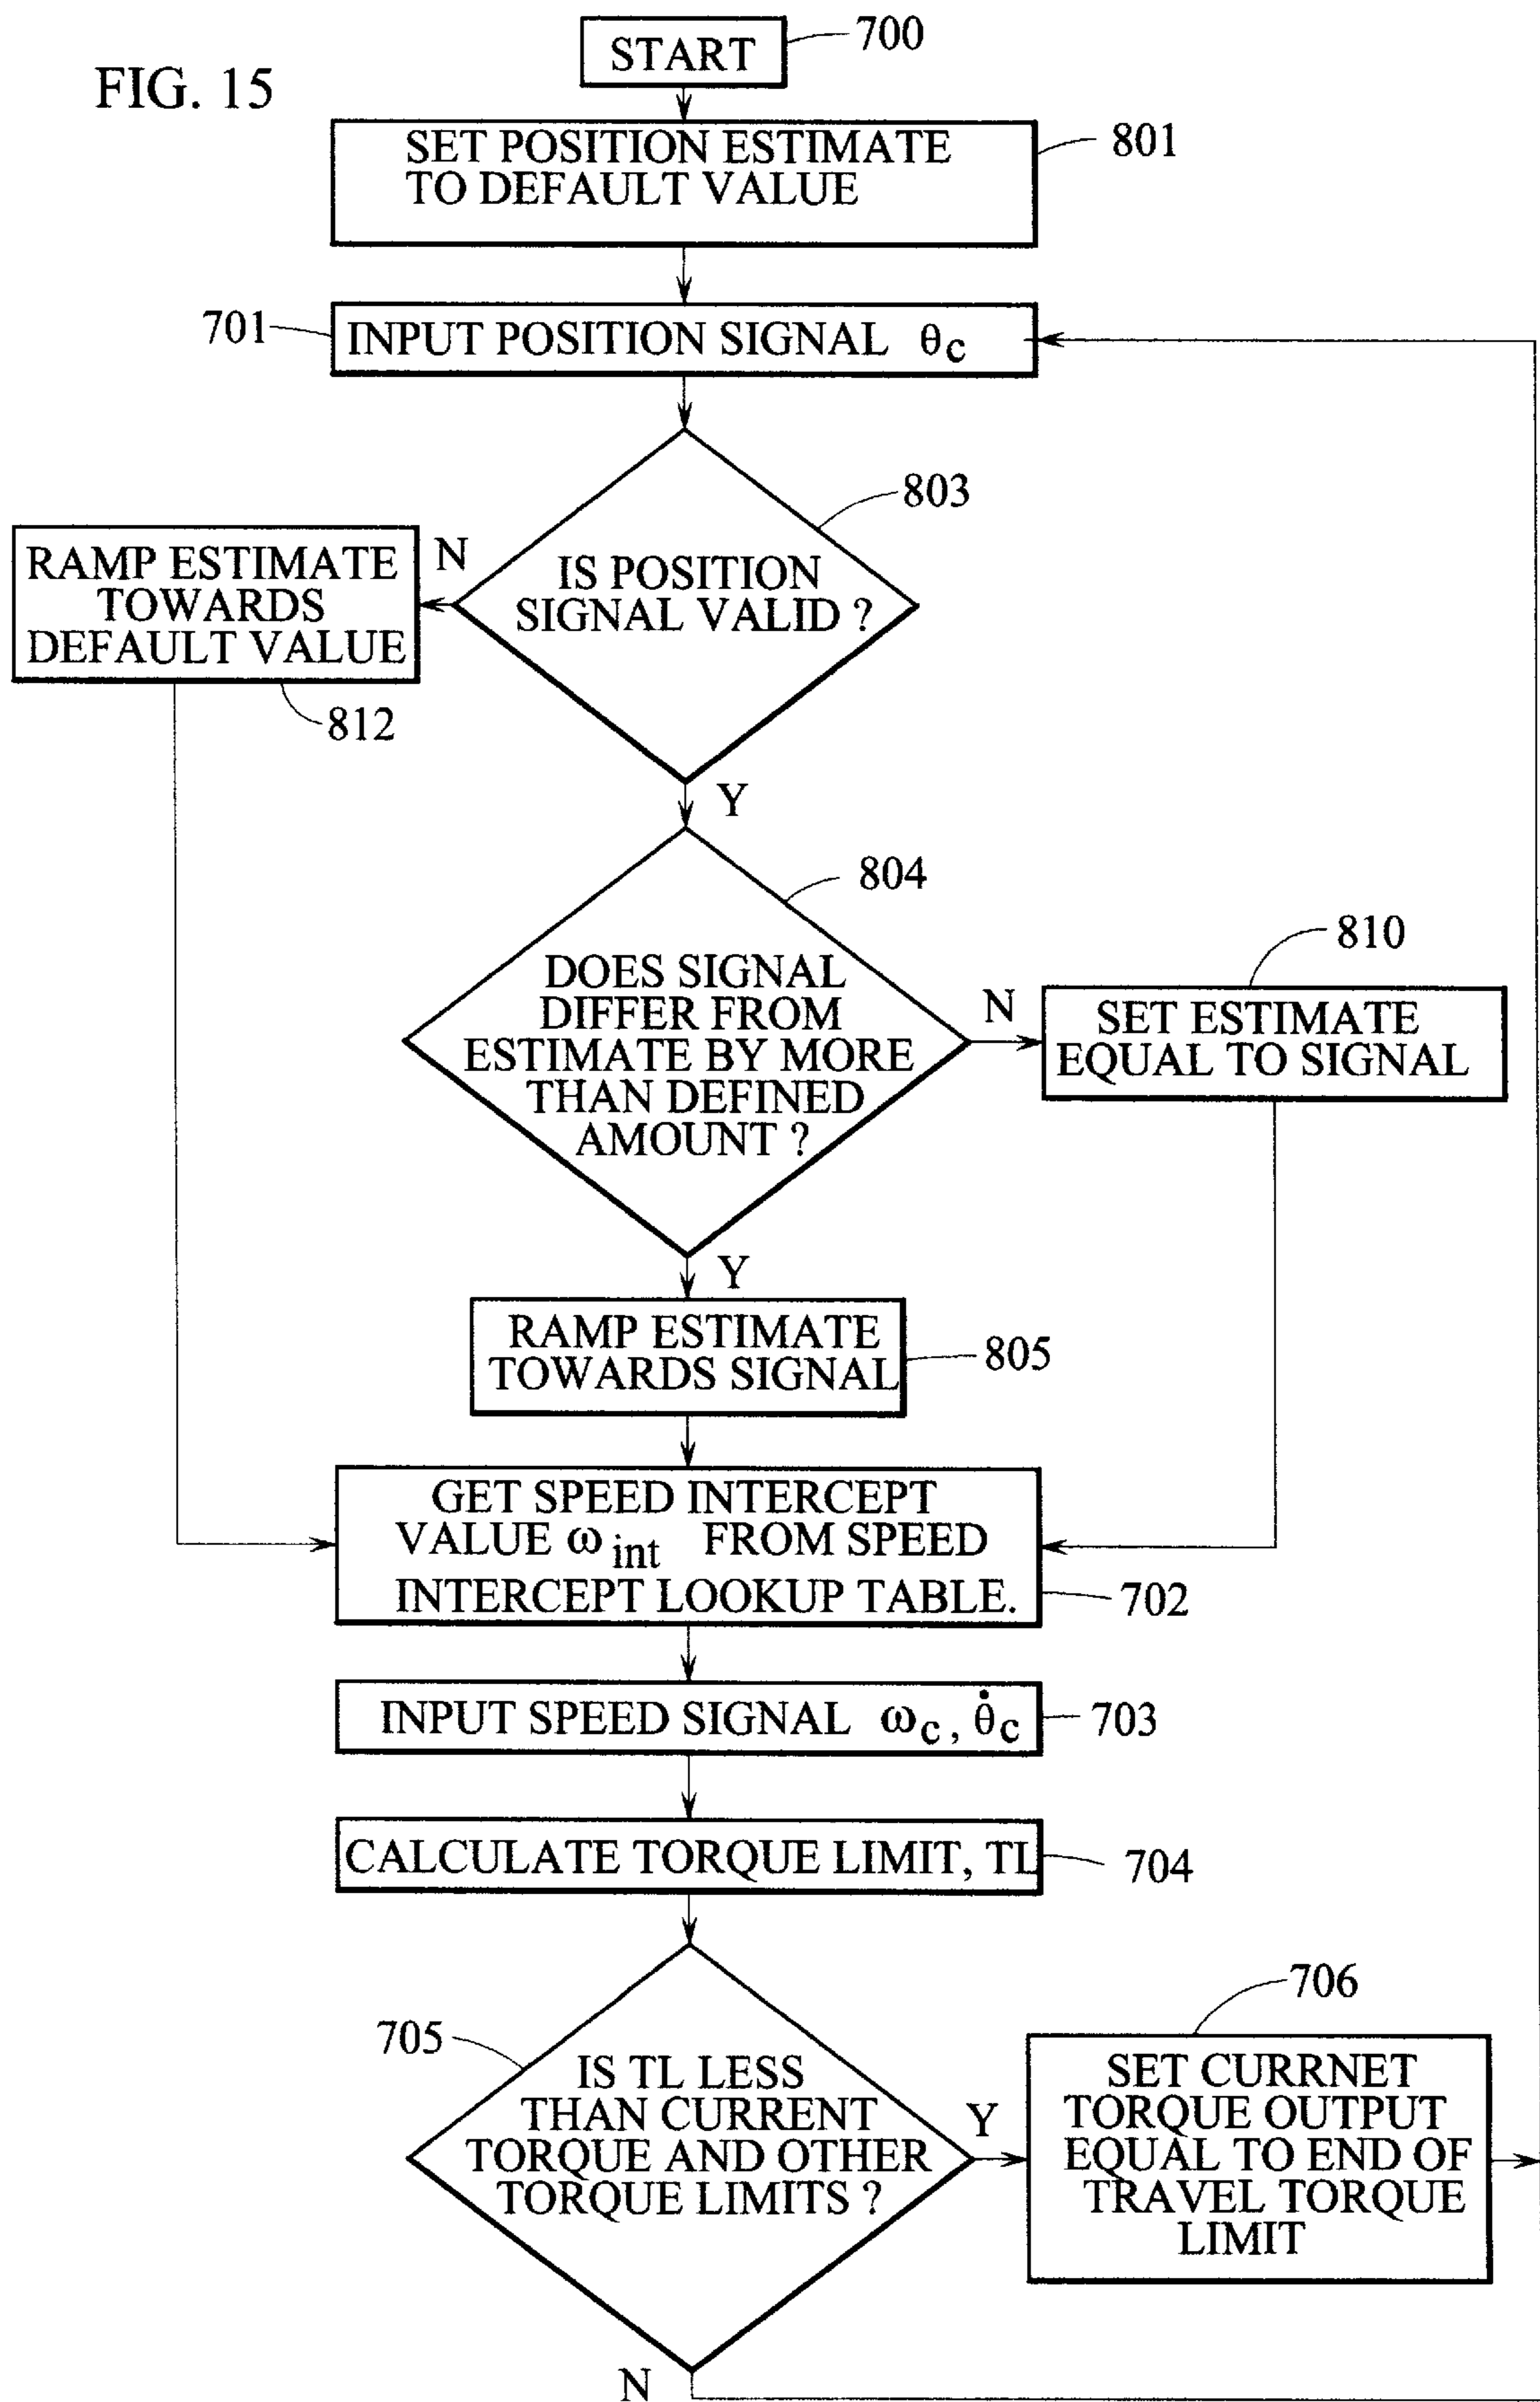 FIG. 15
START
700
SET POSITION ESTIMATE
TO DEFAULT VALUE
801
701
INPUT POSITION SIGNAL θc
803
IS POSITION
SIGNAL VALID ?
N
RAMP ESTIMATE
TOWARDS
DEFAULT VALUE
812
Y
804
DOES SIGNAL
DIFFER FROM
ESTIMATE BY MORE
THAN DEFINED
AMOUNT ?
N
810
SET ESTIMATE
EQUAL TO SIGNAL
Y
RAMP ESTIMATE
TOWARDS SIGNAL
805
GET SPEED INTERCEPT
VALUE ω int FROM SPEED
INTERCEPT LOOKUP TABLE.
702
INPUT SPEED SIGNAL ωc , θ̇c
703
CALCULATE TORQUE LIMIT, TL
704
705
IS TL LESS
THAN CURRENT
TORQUE AND OTHER
TORQUE LIMITS ?
Y
706
SET CURRNET
TORQUE OUTPUT
EQUAL TO END OF
TRAVEL TORQUE
LIMIT
N